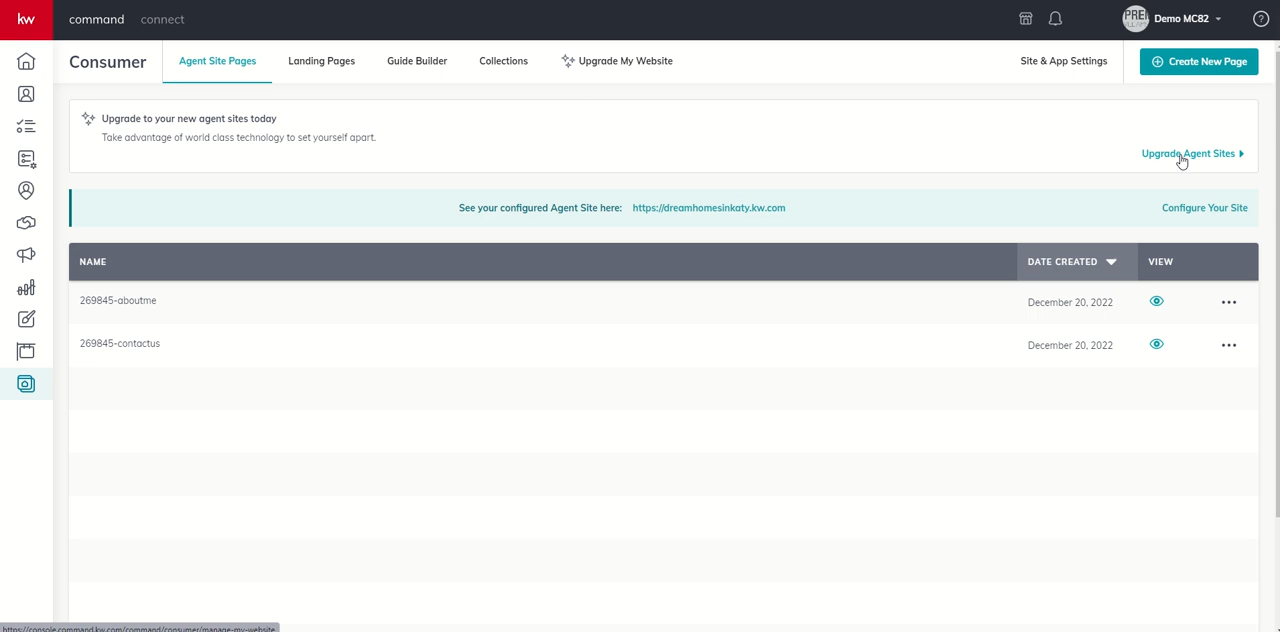 kw command connect Demo MC82
Consumer Agent Site Pages Landing Pages Guide Builder Collections Upgrade My Website Site & App Settings Create New Page
Upgrade to your new agent sites today
Take advantage of world class technology to set yourself apart.
Upgrade Agent Sites
See your configured Agent Site here: https://dreamhomesinkaty.kw.com Configure Your Site
NAME DATE CREATED VIEW
269845-aboutme December 20, 2022
269845-contactus December 20, 2022
https://console.command.kw.com/command/consumer/manage-my-website